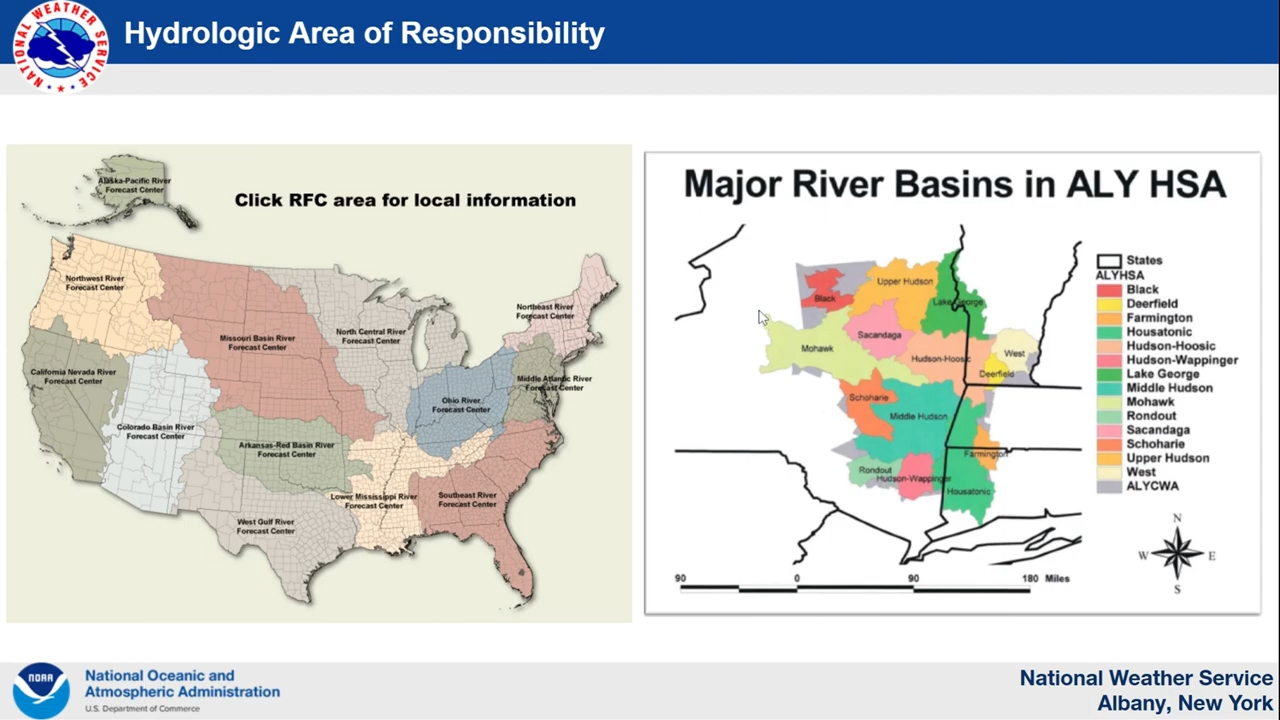 NATIONAL WEATHER SERVICE
Hydrologic Area of Responsibility
Alaska-Pacific River
Forecast Center
Click RFC area for local information
Northwest River
Forecast Center
Missouri Basin River
Forecast Center
North Central River
Forecast Center
Northeast River
Forecast Center
California Nevada River
Forecast Center
Middle Atlantic River
Forecast Center
Ohio River
Forecast Center
Colorado Basin River
Forecast Center
Arkansas-Red Basin River
Forecast Center
Lower Mississippi River
Forecast Center
Southeast River
Forecast Center
West Gulf River
Forecast Center
Major River Basins in ALY HSA
Black
Upper Hudson
Lake George
Sacandaga
Mohawk
Hudson-Hoosic
West
Deerfield
Schoharie
Middle Hudson
Farmington
Rondout
Hudson-Wappinger
Housatonic
States
ALYHSA
Black
Deerfield
Farmington
Housatonic
Hudson-Hoosic
Hudson-Wappinger
Lake George
Middle Hudson
Mohawk
Rondout
Sacandaga
Schoharie
Upper Hudson
West
ALYCWA
N
W E
S
90 0 90 180 Miles
NOAA
National Oceanic and
Atmospheric Administration
U.S. Department of Commerce
National Weather Service
Albany, New York